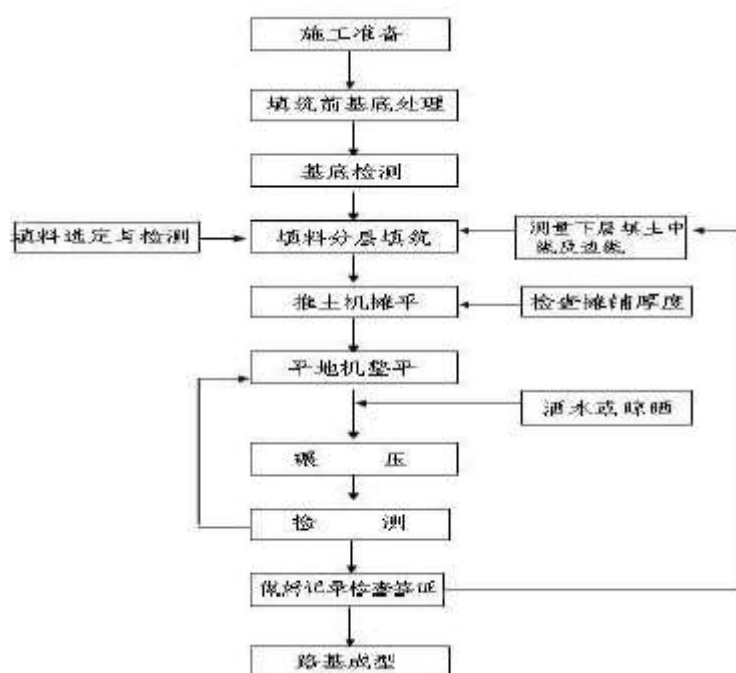 施工准备
填筑前基底处理
基底检测
填料选定与检测
填料分层填筑
测量下层填土中
线及边线
推土机摊平
检查摊铺厚度
平地机整平
洒水或晾晒
碾 压
检 测
做好记录检查签证
路基成型